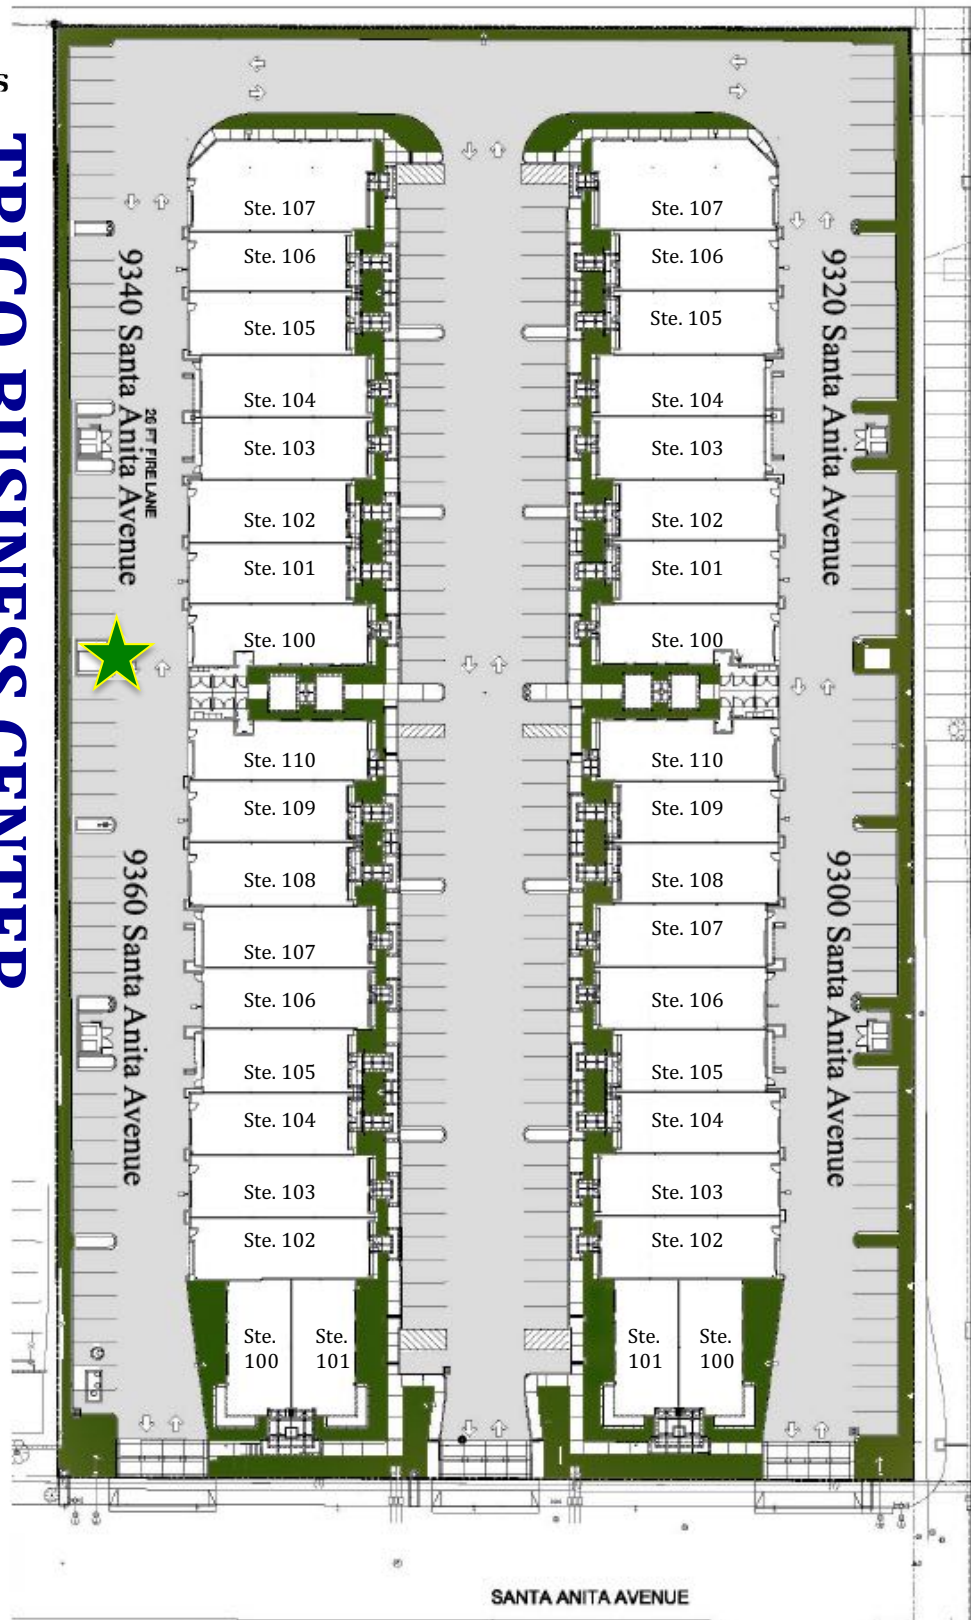 s
TRICO BUSINESS CENTER
9340 Santa Anita Avenue
20 FT FIRE LANE
9320 Santa Anita Avenue
Ste. 107
Ste. 107
Ste. 106
Ste. 106
Ste. 105
Ste. 105
Ste. 104
Ste. 104
Ste. 103
Ste. 103
Ste. 102
Ste. 102
Ste. 101
Ste. 101
Ste. 100
Ste. 100
9360 Santa Anita Avenue
9300 Santa Anita Avenue
Ste. 110
Ste. 110
Ste. 109
Ste. 109
Ste. 108
Ste. 108
Ste. 107
Ste. 107
Ste. 106
Ste. 106
Ste. 105
Ste. 105
Ste. 104
Ste. 104
Ste. 103
Ste. 103
Ste. 102
Ste. 102
Ste.
100
Ste.
101
Ste.
101
Ste.
100
SANTA ANITA AVENUE